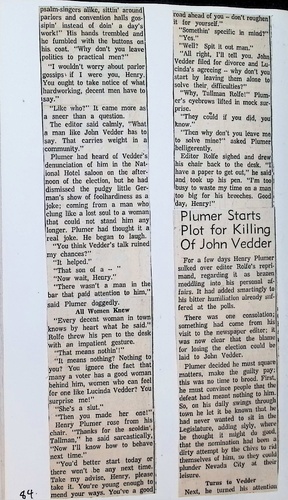 psalm-singers alike, sittin' around
parlors and convention halls gos-
sipin' instead of doin' a day's
work!" His hands trembled and
he fumbled with the buttons on
his coat, "Why don't you leave
politics to practical men?"
"I wouldn't worry about parlor
gossips if I were you, Henry.
You ought to take notice of what
hardworking, decent men have to
say."
"Like who?" It came more as
a sneer than a question.
The editor said calmly, "What
a man like John Vedder has to
say. That carries weight in a
community."
Plumer had heard of Vedder's
denunciation of him in the Na-
tional Hotel saloon on the after-
noon of the election, but he had
dismissed the pudgy little Ger-
man's show of foolhardiness as a
joke; coming from a man who
clung like a lost soul to a woman
that could not stand him any
longer. Plumer had thought it a
real joke. He began to laugh.
"You think Vedder's talk ruined
my chances?"
"It helped."
"That son of a – "
"Now wait, Henry."
"There wasn't a man in the
bar that paid attention to him,"
said Plumer doggedly.
All Women Knew
"Every decent woman in town
knows by heart what he said."
Rolfe threw his pen to the desk
with an impatient gesture.
"That means nothin'!"
"It means nothing? Nothing to
you? You ignore the fact that
many a voter has a good woman
behind him, women who can feel
for one like Lucinda Vedder? You
surprise me!"
"She's a slut."
"Then you made her one!"
Henry Plumer rose from his
chair. "Thanks for the scoldin',
Tallman," he said sarcastically,
"Now I'll know how to behave
next time."
"You'd better start today or
there won't be any next time.
Take my advise, Henry, please
take it. You're young enough to
mend your ways. You've a good
84.
road ahead of you – don't roughen
it for yourself."
"Somethin' specific in mind?"
"Yes."
"Well? Spit it out man."
"All right, I'll tell you. John
Vedder filed for divorce and Lu-
cinda's agreeing – why don't you
start by leaving them alone to
solve their difficulties?"
"Why, Tallman Rolfe!" Plum-
er's eyebrows lifted in mock sur-
prise.
"They could if you did, you
know."
"Then why don't you leave me
to solve mine?" asked Plumer
belligerently.
Editor Rolfe sighed and drew
his chair back to the desk. "I
have a paper to get out," he said
and took up his pen. "I'm too
busy to waste my time on a man
too big for his breeches. Good
day, Henry!"
Plumer Starts
Plot for Killing
Of John Vedder
For a few days Henry Plumer
sulked over editor Rolfe's repri-
mand, regarding it as brazen
meddling into his personal af-
fairs. It had added smartingly to
his bitter humiliation already suf-
fered at the polls.
There was one consolation;
something had come from his
visit to the newspaper editor; it
was now clear that the blame
for losing the election could be
laid to John Vedder.
Plumer decided he must square
matters, make the guilty pay;
this was no time to brood. First,
he must convince people that the
defeat had meant nothing to him.
So, on his daily swings through
town he let it be known that he
had never wanted to sit in the
Legislature, adding slyly, where
he thought it might do good,
that the nomination had been a
dirty attempt by the Chivs to rid
themselves of him, so they could
plunder Nevada City at their
leisure.
Turns to Vedder
Next, he turned his attention